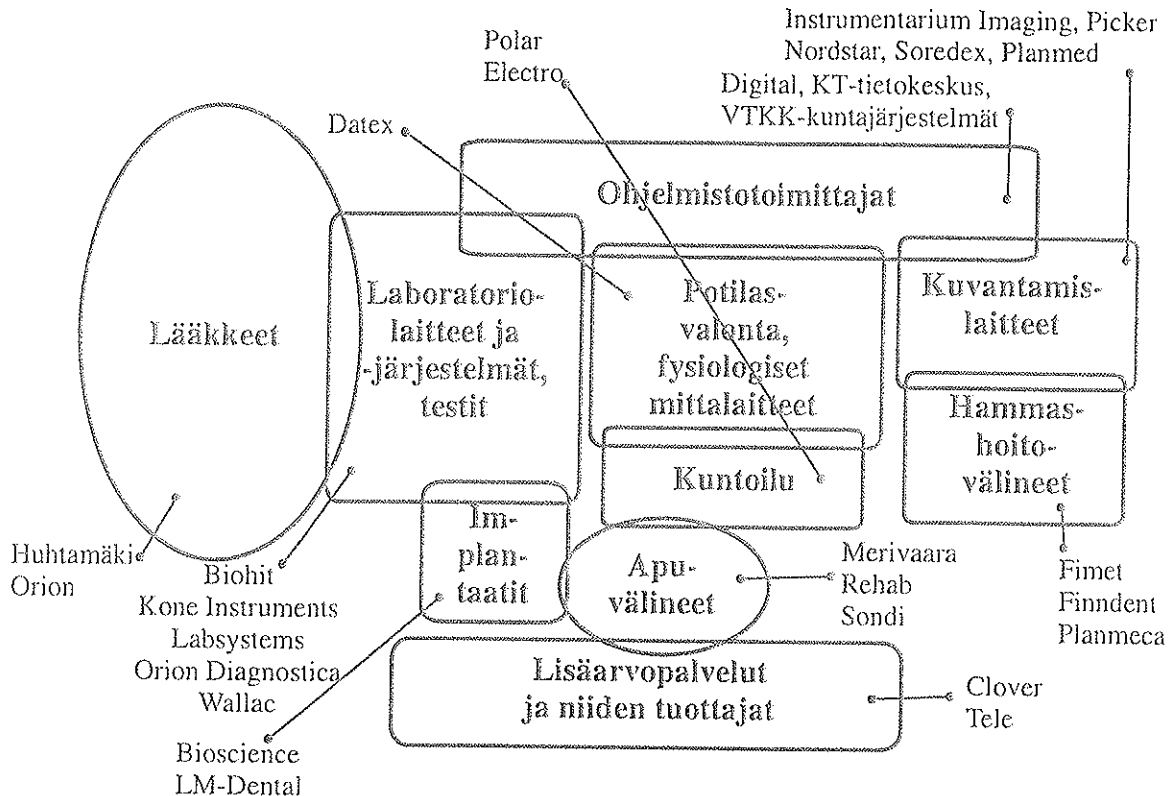 Instrumentarium Imaging, Picker
Nordstar, Soredex, Planmed
Polar
Electro
Digital, KT-tietokeskus,
VTKK-kuntajärjestelmät
Datex
Ohjelmistotoimittajat
Lääkkeet
Laboratorio-
laitteet ja
-järjestelmät,
testit
Potilas-
valonta,
fysiologiset
mittalaitteet
Kuvantamis-
laitteet
Hammas-
hoito-
välineet
Kuntoilu
Im-
plan-
taatit
Apu-
välineet
Huhtamäki
Orion
Biohit
Kone Instruments
Labsystems
Orion Diagnostica
Wallac
Merivaara
Rehab
Sondi
Fimet
Finndent
Planmeca
Lisäarvopalvelut
ja niiden tuottajat
Clover
Tele
Bioscience
LM-Dental